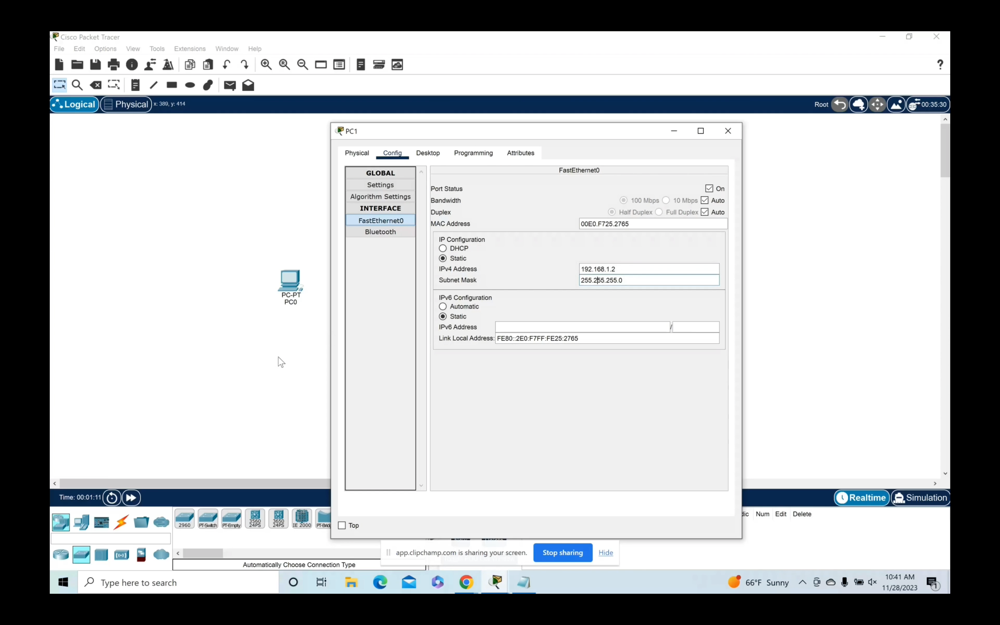 Cisco Packet Tracer
File Edit Options View Tools Extensions Window Help
Logical Physical x: 389, y: 414
Root 00:35:30
PC1
Physical Config Desktop Programming Attributes
GLOBAL
Settings
Algorithm Settings
INTERFACE
FastEthernet0
Bluetooth
FastEthernet0
Port Status On
Bandwidth 100 Mbps 10 Mbps Auto
Duplex Half Duplex Full Duplex Auto
MAC Address 00E0.F725.2765
IP Configuration
DHCP
Static
IPv4 Address 192.168.1.2
Subnet Mask 255.255.255.0
IPv6 Configuration
Automatic
Static
IPv6 Address /
Link Local Address: FE80::2E0:F7FF:FE25:2765
PC-PT
PC0
Time: 00:01:11
Realtime Simulation
Top
2960 PT-Switch PT-Empty 3560 24PS 3650 24PS IE 2000
Num Edit Delete
app.clipchamp.com is sharing your screen. Stop sharing Hide
Automatically Choose Connection Type
Type here to search
66°F Sunny
10:41 AM
11/28/2023
1